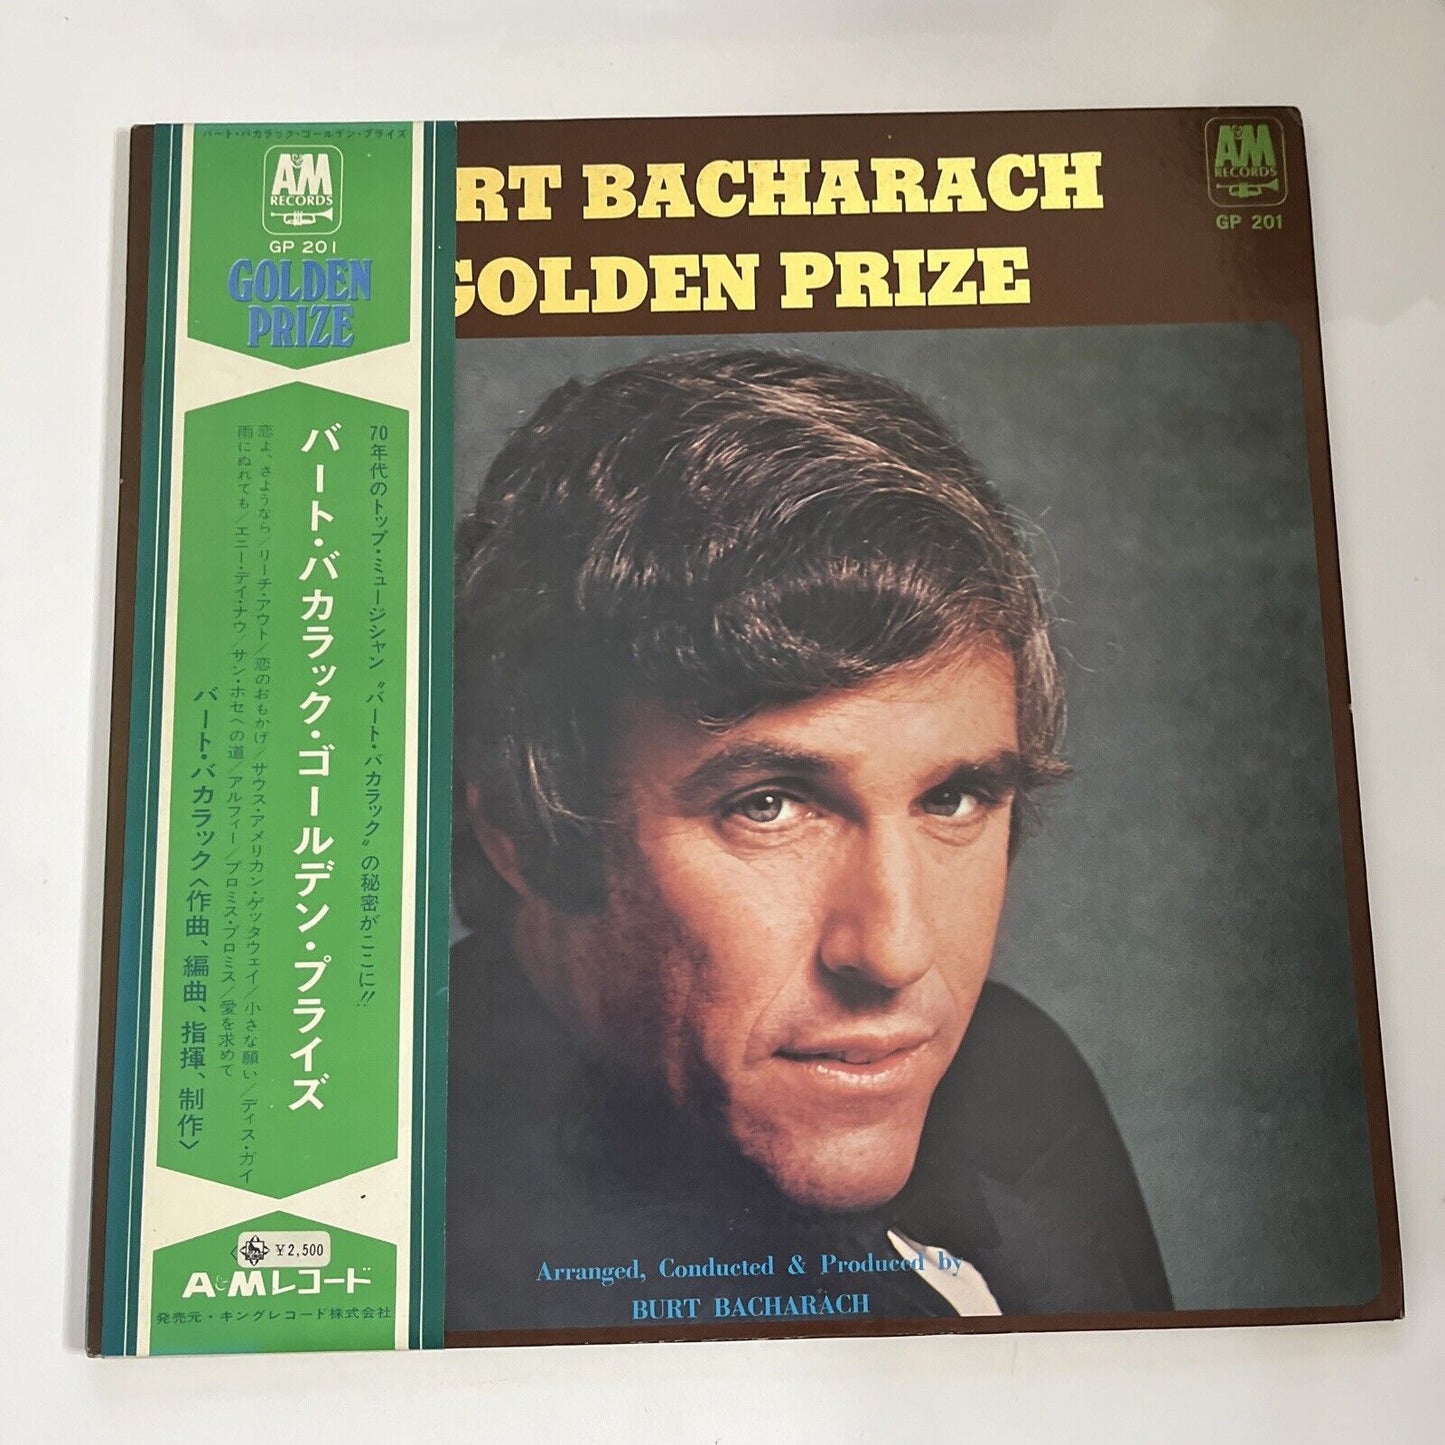 バート・バカラック・ゴールデン・プライズ
A&M
RECORDS
GP 201
GOLDEN
PRIZE
70年代のトップ・ミュージシャン〝バート・バカラック〟の秘密がここに!!
バート・バカラック・ゴールデン・プライズ
恋よ、さようなら/リーチ・アウト/恋のおもかげ/サウス・アメリカン・ゲッタウェイ/小さな願い/ディス・ガイ
雨にぬれても/エニー・デイ・ナウ/サン・ホセへの道/アルフィー/プロミス・プロミス/愛を求めて
バート・バカラック〈作曲、編曲、指揮、制作〉
¥2,500
A&Mレコード
発売元・キングレコード株式会社
RT BACHARACH
GOLDEN PRIZE
A&M
RECORDS
GP 201
Arranged, Conducted & Produced by
BURT BACHARACH